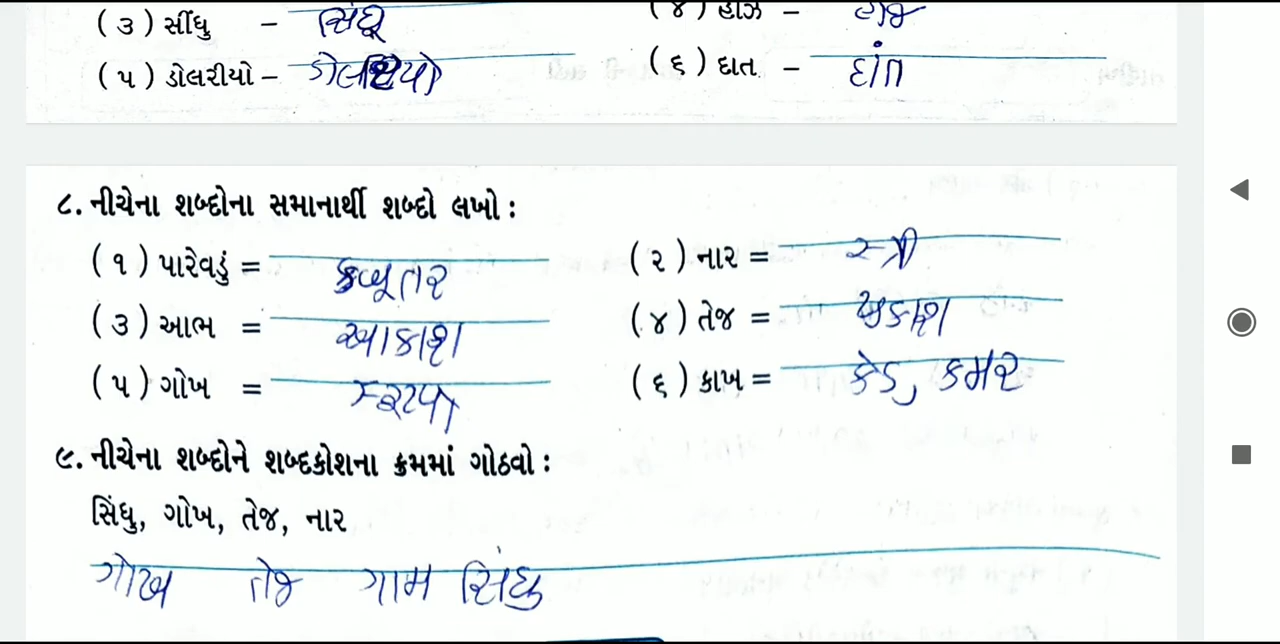 (૩) સીંધુ – સિંધૂ (૪) હોઝ – હોજ
(૫) ડોલરીયો – ડોલરિયો (૬) દાત – દાંત
૮. નીચેના શબ્દોના સમાનાર્થી શબ્દો લખો :
(૧) પારેવડું = કબૂતર (૨) નાર = સ્ત્રી
(૩) આભ = આકાશ (૪) તેજ = પ્રકાશ
(૫) ગોખ = (૬) કાખ = કેડ, કમર
૯. નીચેના શબ્દોને શબ્દકોશના ક્રમમાં ગોઠવો :
સિંધુ, ગોખ, તેજ, નાર
ગોખ તેજ ગામ સિંધુ